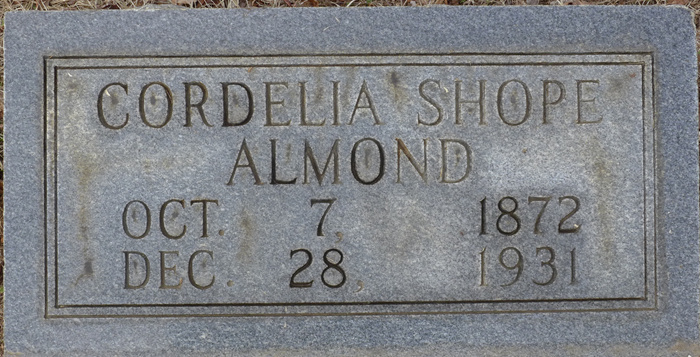 CORDELIA SHOPE
ALMOND
OCT. 7, 1872
DEC. 28, 1931